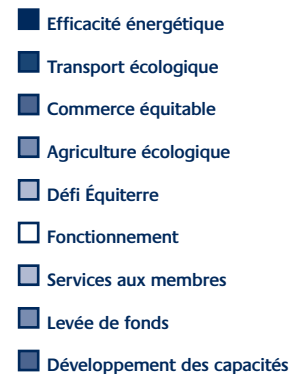 Efficacité énergétique
Transport écologique
Commerce équitable
Agriculture écologique
Défi Équiterre
Fonctionnement
Services aux membres
Levée de fonds
Développement des capacités